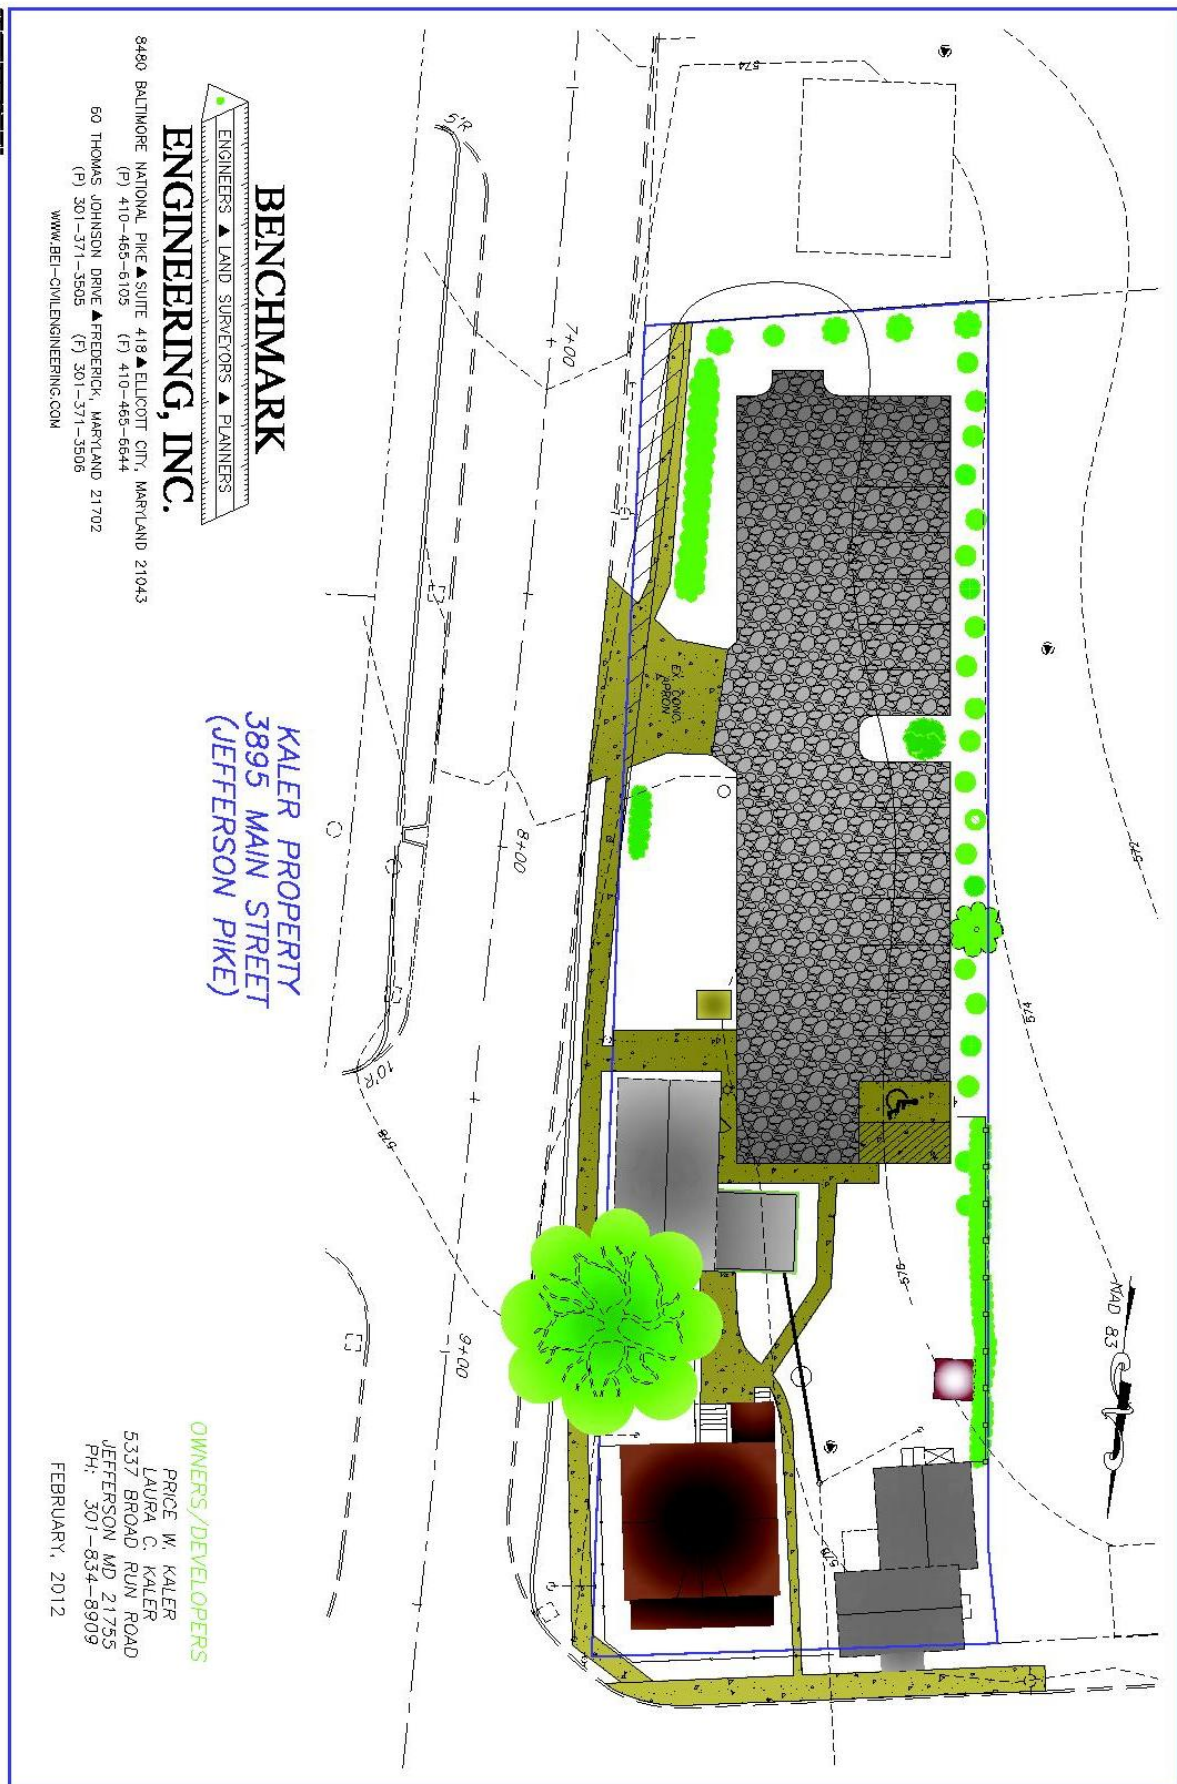 BENCHMARK
ENGINEERS ▲ LAND SURVEYORS ▲ PLANNERS
ENGINEERING, INC.
8480 BALTIMORE NATIONAL PIKE ▲ SUITE 418 ▲ ELLICOTT CITY, MARYLAND 21043
(P) 410-465-6105 (F) 410-465-6644
60 THOMAS JOHNSON DRIVE ▲ FREDERICK, MARYLAND 21702
(P) 301-371-3505 (F) 301-371-3506
WWW.BEI-CIVILENGINEERING.COM
KALER PROPERTY
3895 MAIN STREET
(JEFFERSON PIKE)
OWNERS/DEVELOPERS
PRICE W. KALER
LAURA C. KALER
5337 BROAD RUN ROAD
JEFFERSON MD 21755
PH: 301-834-8909
FEBRUARY, 2012
NAD 83
572
574
574
576
578
578
EX. CONC.
APRON
5'R
10'R
7+00
8+00
9+00